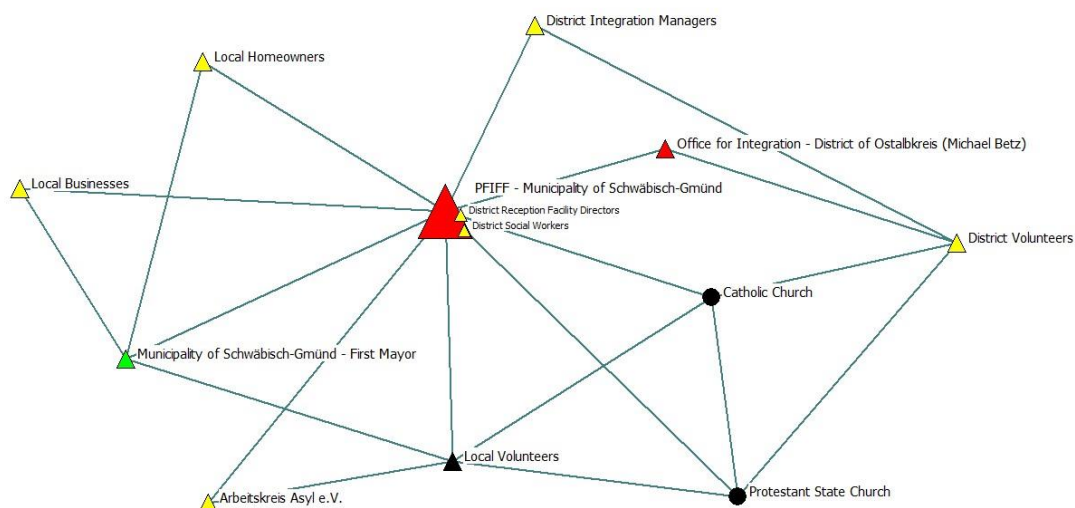 District Integration Managers
Local Homeowners
Office for Integration - District of Ostalbkreis (Michael Betz)
Local Businesses
PFIFF - Municipality of Schwäbisch-Gmünd
District Reception Facility Directors
District Social Workers
District Volunteers
Catholic Church
Municipality of Schwäbisch-Gmünd - First Mayor
Local Volunteers
Protestant State Church
Arbeitskreis Asyl e.V.